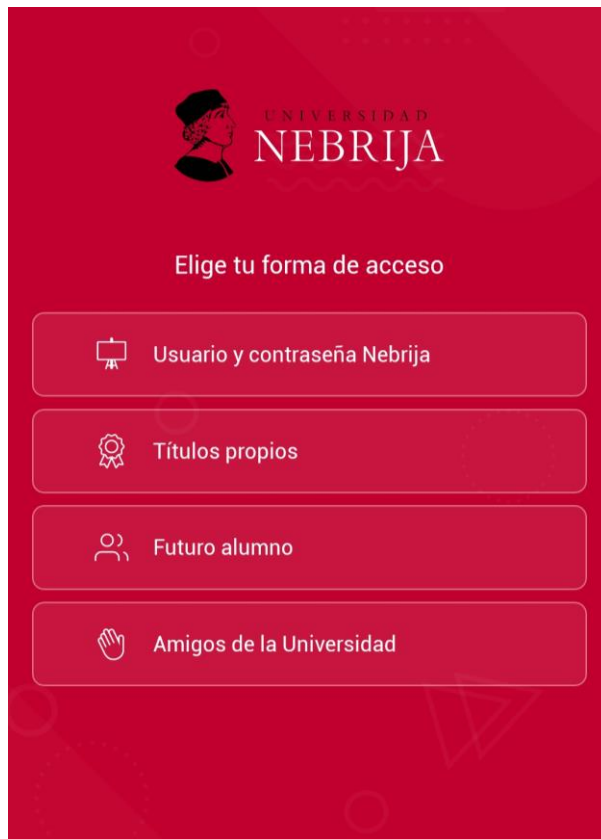 UNIVERSIDAD
NEBRIJA
Elige tu forma de acceso
Usuario y contraseña Nebrija
Títulos propios
Futuro alumno
Amigos de la Universidad